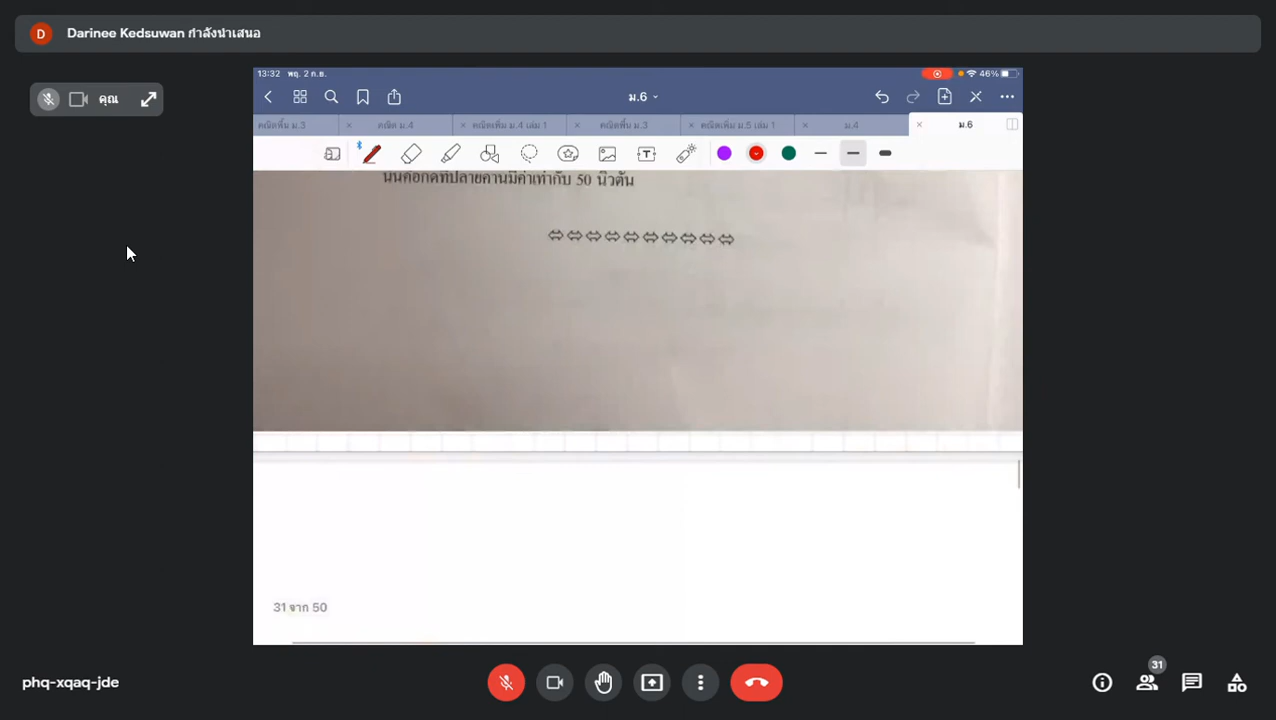 D Darinee Kedsuwan กำลังนำเสนอ
คุณ
13:32 พฤ. 2 ก.ย.
46%
ม.6
คณิตพื้น ม.3
คณิต ม.4
คณิตเพิ่ม ม.4 เล่ม 1
คณิตพื้น ม.3
คณิตเพิ่ม ม.5 เล่ม 1
ม.4
ม.6
T
ที่ปลายคานมีค่าเท่ากับ 50 นิวตัน
31 จาก 50
phq-xqaq-jde
31